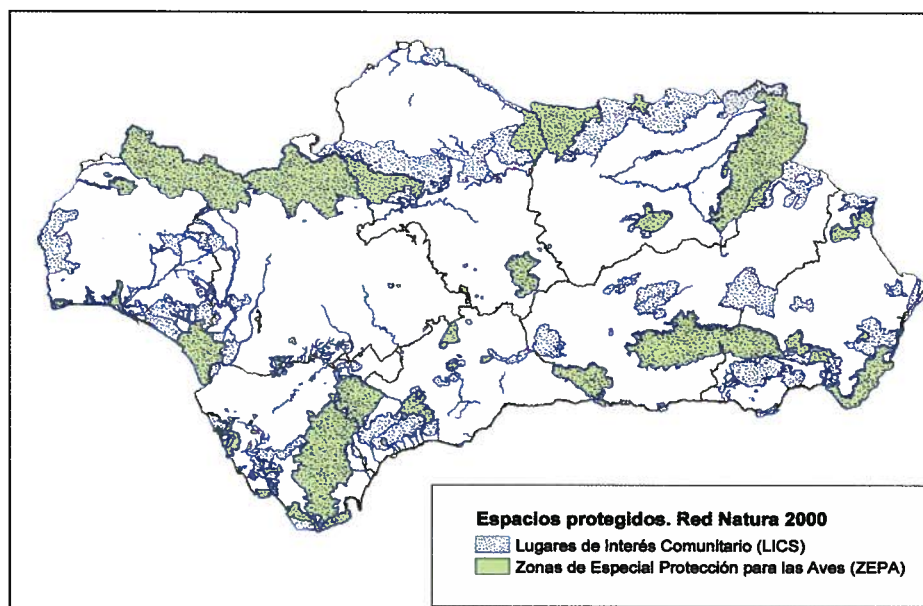 Espacios protegidos. Red Natura 2000
Lugares de Interés Comunitario (LICS)
Zonas de Especial Protección para las Aves (ZEPA)